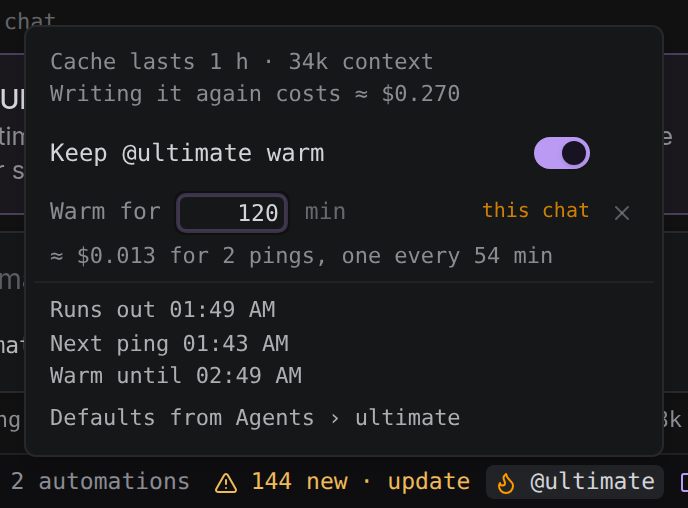 chat
Cache lasts 1 h · 34k context
Writing it again costs ≈ $0.270
Keep @ultimate warm
Warm for 120 min this chat ×
≈ $0.013 for 2 pings, one every 54 min
Runs out 01:49 AM
Next ping 01:43 AM
Warm until 02:49 AM
Defaults from Agents › ultimate
2 automations 144 new · update @ultimate